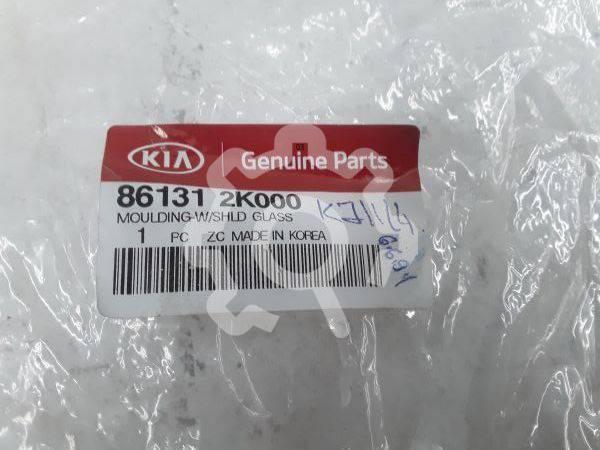 KIA Genuine Parts
86131 2K000
MOULDING-W/SHLD GLASS
1 PC ZC MADE IN KOREA